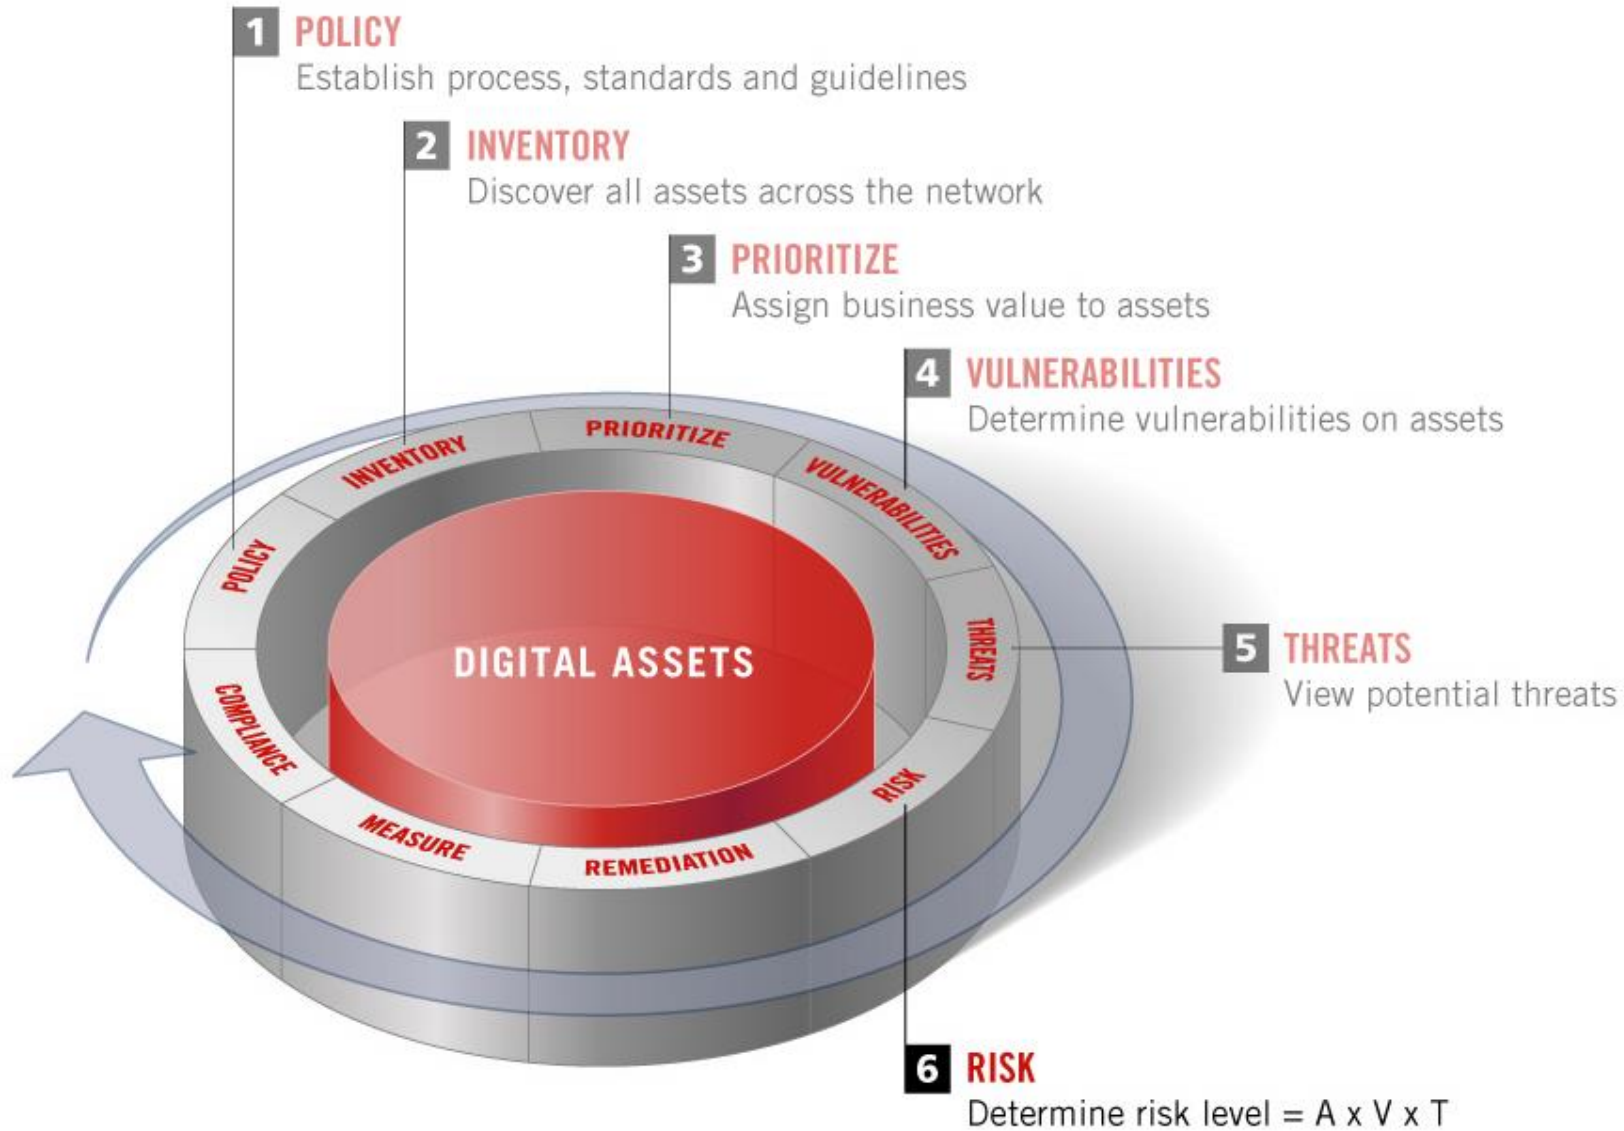 1 POLICY
Establish process, standards and guidelines
2 INVENTORY
Discover all assets across the network
3 PRIORITIZE
Assign business value to assets
4 VULNERABILITIES
Determine vulnerabilities on assets
PRIORITIZE
INVENTORY
VULNERABILITIES
POLICY
THREATS
5 THREATS
View potential threats
DIGITAL ASSETS
COMPLIANCE
RISK
MEASURE
REMEDIATION
6 RISK
Determine risk level = A x V x T